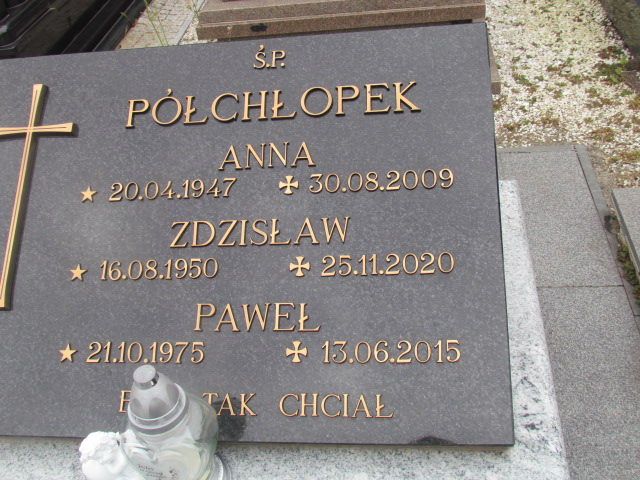 Ś.P.
PÓŁCHŁOPEK
ANNA
20.04.1947 30.08.2009
ZDZISŁAW
16.08.1950 25.11.2020
PAWEŁ
21.10.1975 13.06.2015
TAK CHCIAŁ